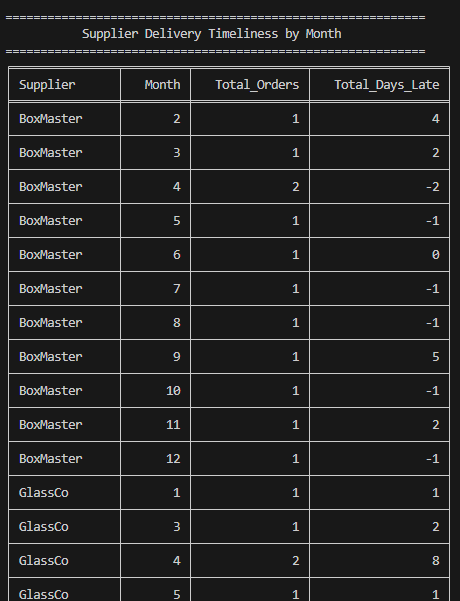 ============================================================
Supplier Delivery Timeliness by Month
============================================================
Supplier Month Total_Orders Total_Days_Late
BoxMaster 2 1 4
BoxMaster 3 1 2
BoxMaster 4 2 -2
BoxMaster 5 1 -1
BoxMaster 6 1 0
BoxMaster 7 1 -1
BoxMaster 8 1 -1
BoxMaster 9 1 5
BoxMaster 10 1 -1
BoxMaster 11 1 2
BoxMaster 12 1 -1
GlassCo 1 1 1
GlassCo 3 1 2
GlassCo 4 2 8
GlassCo 5 1 1